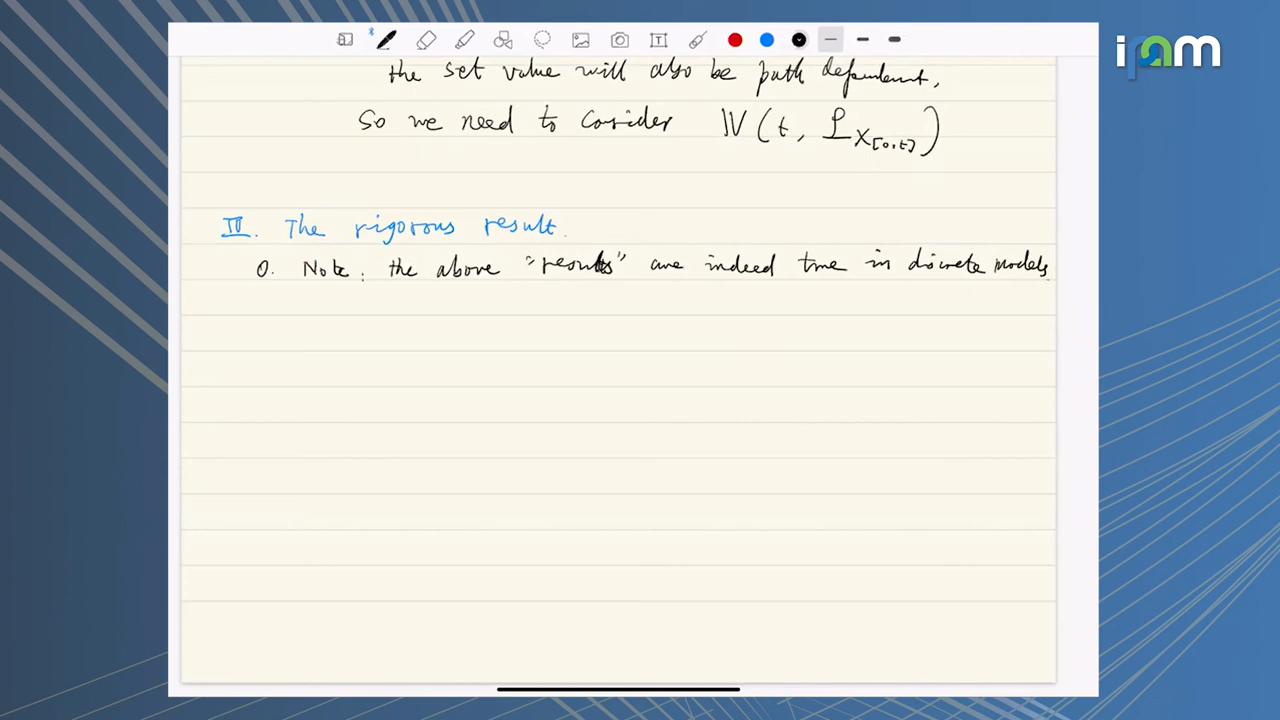 ipam
the set value will also be path dependent,
So we need to consider 𝕍(t, ℒ_{X_{[0,t]}})
III. The rigorous result.
0. Note: the above "results" are indeed true in discrete models.